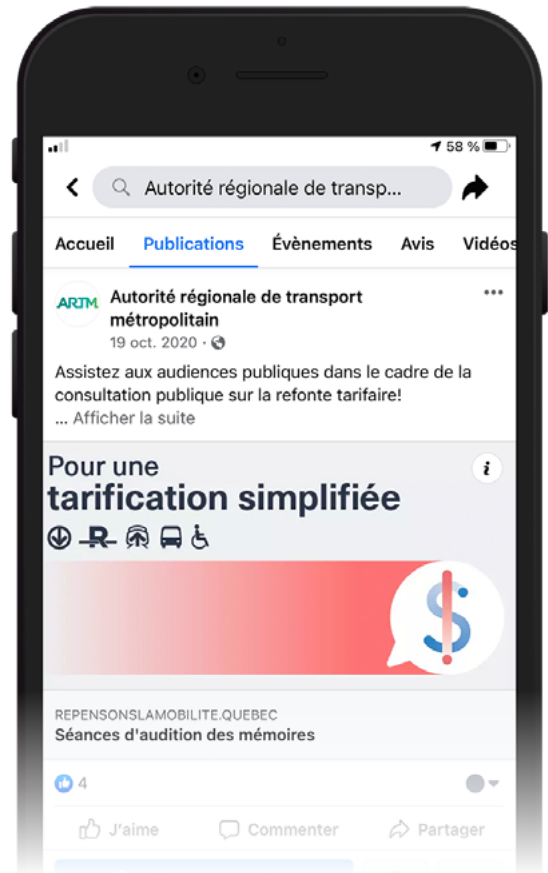 58 %
Autorité régionale de transp...
Accueil Publications Évènements Avis Vidéos
ARTM
Autorité régionale de transport
métropolitain
19 oct. 2020 ·
Assistez aux audiences publiques dans le cadre de la
consultation publique sur la refonte tarifaire!
... Afficher la suite
Pour une
tarification simplifiée
i
R
$
REPENSONSLAMOBILITE.QUEBEC
Séances d'audition des mémoires
4
J'aime Commenter Partager